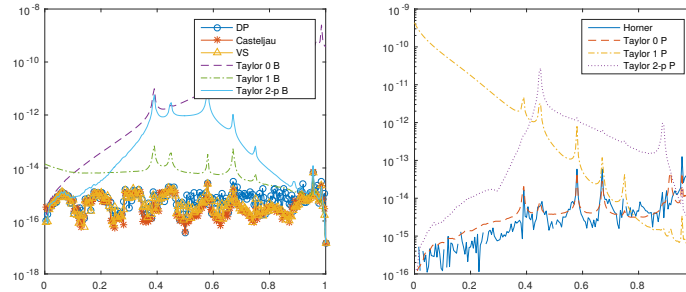 10^-8
10^-10
10^-12
10^-14
10^-16
10^-18
0
0.2
0.4
0.6
0.8
1
DP
Casteljau
VS
Taylor 0 B
Taylor 1 B
Taylor 2-p B
10^-9
10^-10
10^-11
10^-12
10^-13
10^-14
10^-15
10^-16
0
0.2
0.4
0.6
0.8
Horner
Taylor 0 P
Taylor 1 P
Taylor 2-p P